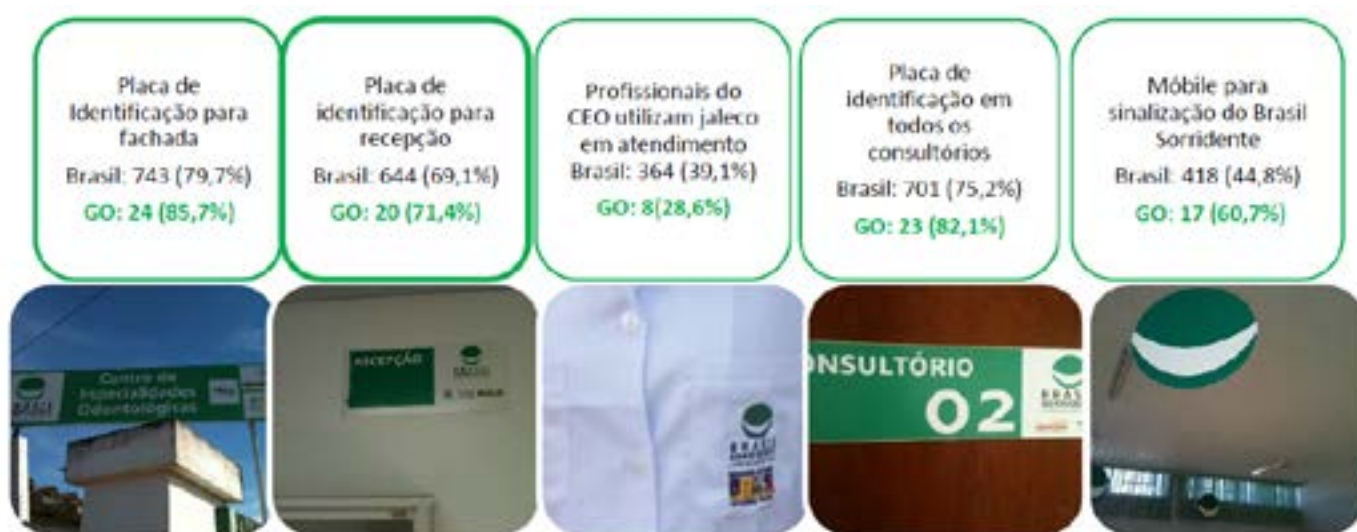 Placa de
Identificação para
fachada
Brasil: 743 (79,7%)
GO: 24 (85,7%)
Placa de
identificação para
recepção
Brasil: 644 (69,1%)
GO: 20 (71,4%)
Profissionais do
CEO utilizam jaleco
em atendimento
Brasil: 364 (39,1%)
GO: 8(28,6%)
Placa de
identificação em
todos os
consultórios
Brasil: 701 (75,2%)
GO: 23 (82,1%)
Móbile para
sinalização do Brasil
Sorridente
Brasil: 418 (44,8%)
GO: 17 (60,7%)
Centro de
Especialidades
Odontológicas
RECEPÇÃO
BRASIL
ONSULTÓRIO
02
BRAS